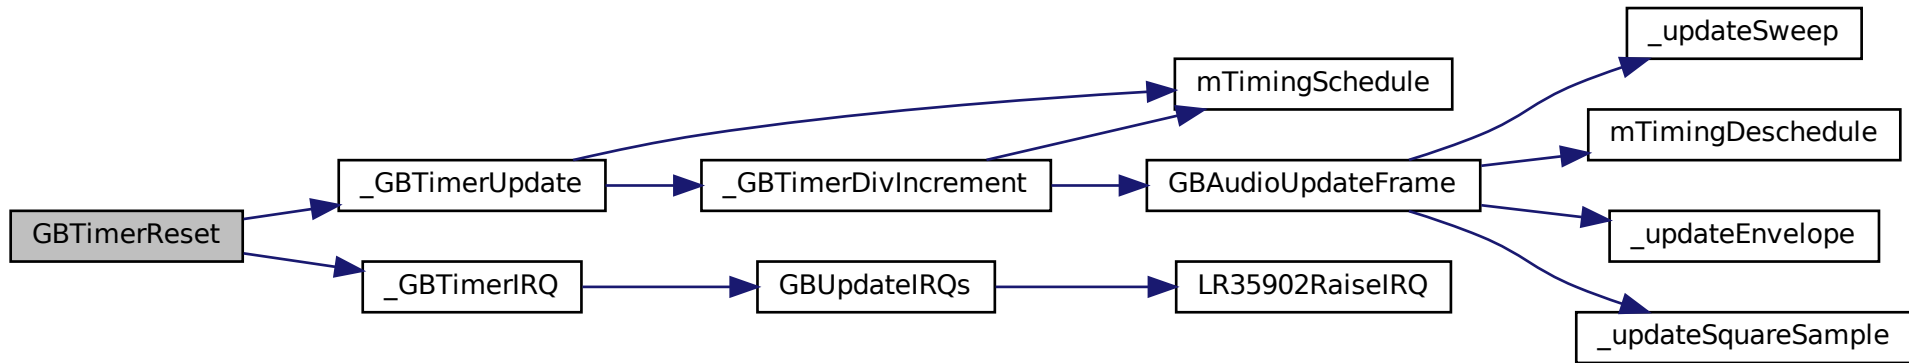 GBTimerReset
_GBTimerUpdate
_GBTimerIRQ
_GBTimerDivIncrement
GBUpdateIRQs
mTimingSchedule
GBAudioUpdateFrame
LR35902RaiseIRQ
_updateSweep
mTimingDeschedule
_updateEnvelope
_updateSquareSample